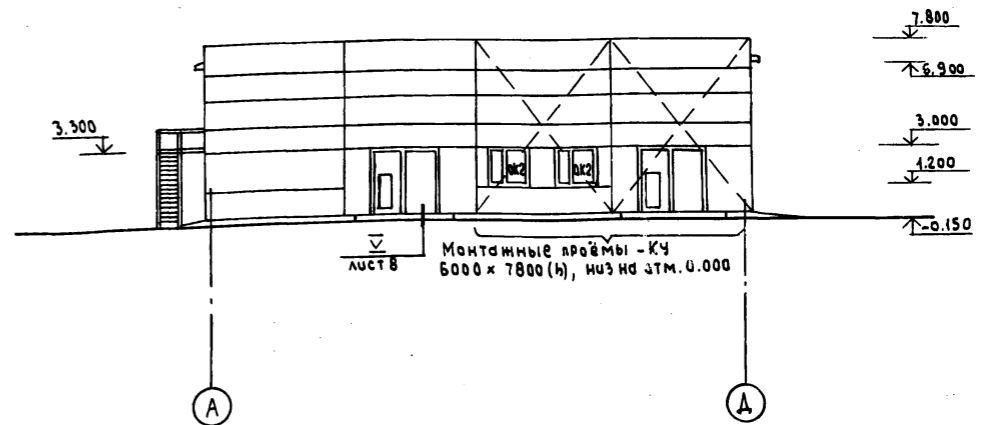 7.800
6.900
3.300
3.000
1.200
ОК2 ОК2
-0.150
V
лист 8
Монтажные проёмы - КУ
6000 × 7800 (h), низ на отм. 0.000
А Д